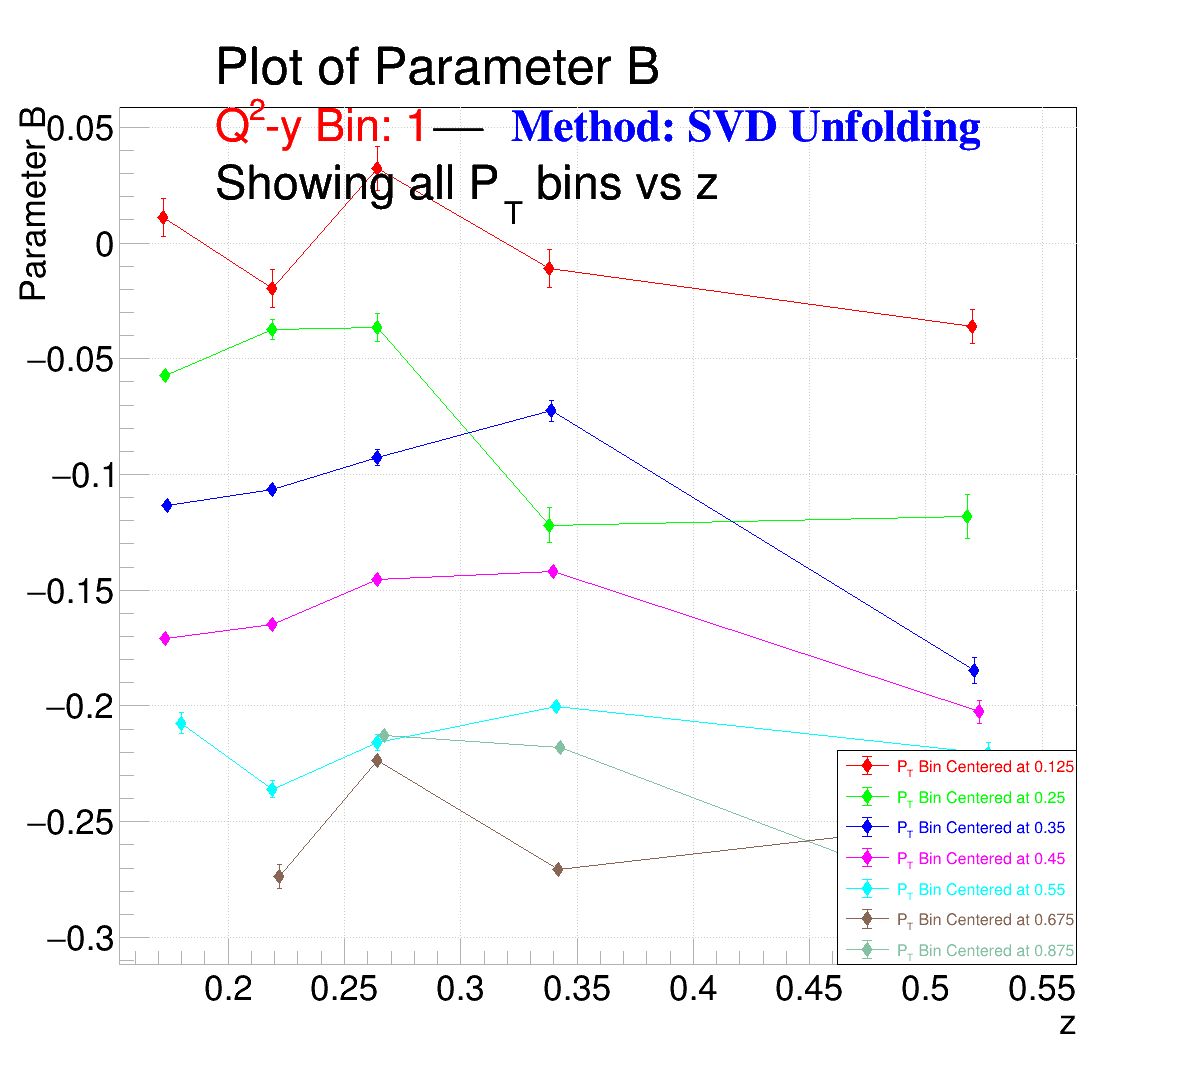 Plot of Parameter B
Q2-y Bin: 1 — Method: SVD Unfolding
Showing all PT bins vs z
Parameter B
0.05
0
−0.05
−0.1
−0.15
−0.2
−0.25
−0.3
PT Bin Centered at 0.125
PT Bin Centered at 0.25
PT Bin Centered at 0.35
PT Bin Centered at 0.45
PT Bin Centered at 0.55
PT Bin Centered at 0.675
PT Bin Centered at 0.875
0.2 0.25 0.3 0.35 0.4 0.45 0.5 0.55
z